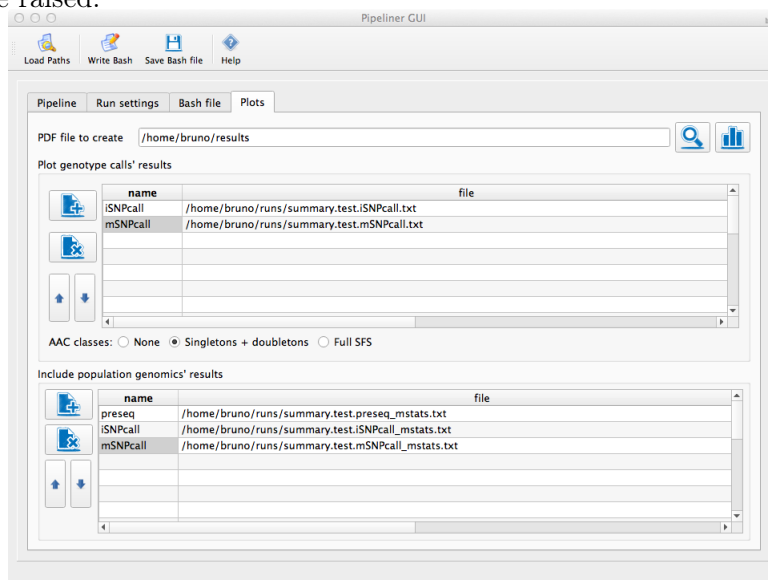 e raised.
Pipeliner GUI
Load Paths Write Bash Save Bash file Help
Pipeline Run settings Bash file Plots
PDF file to create /home/bruno/results
Plot genotype calls' results
name file
iSNPcall /home/bruno/runs/summary.test.iSNPcall.txt
mSNPcall /home/bruno/runs/summary.test.mSNPcall.txt
AAC classes: None Singletons + doubletons Full SFS
Include population genomics' results
name file
preseq /home/bruno/runs/summary.test.preseq_mstats.txt
iSNPcall /home/bruno/runs/summary.test.iSNPcall_mstats.txt
mSNPcall /home/bruno/runs/summary.test.mSNPcall_mstats.txt